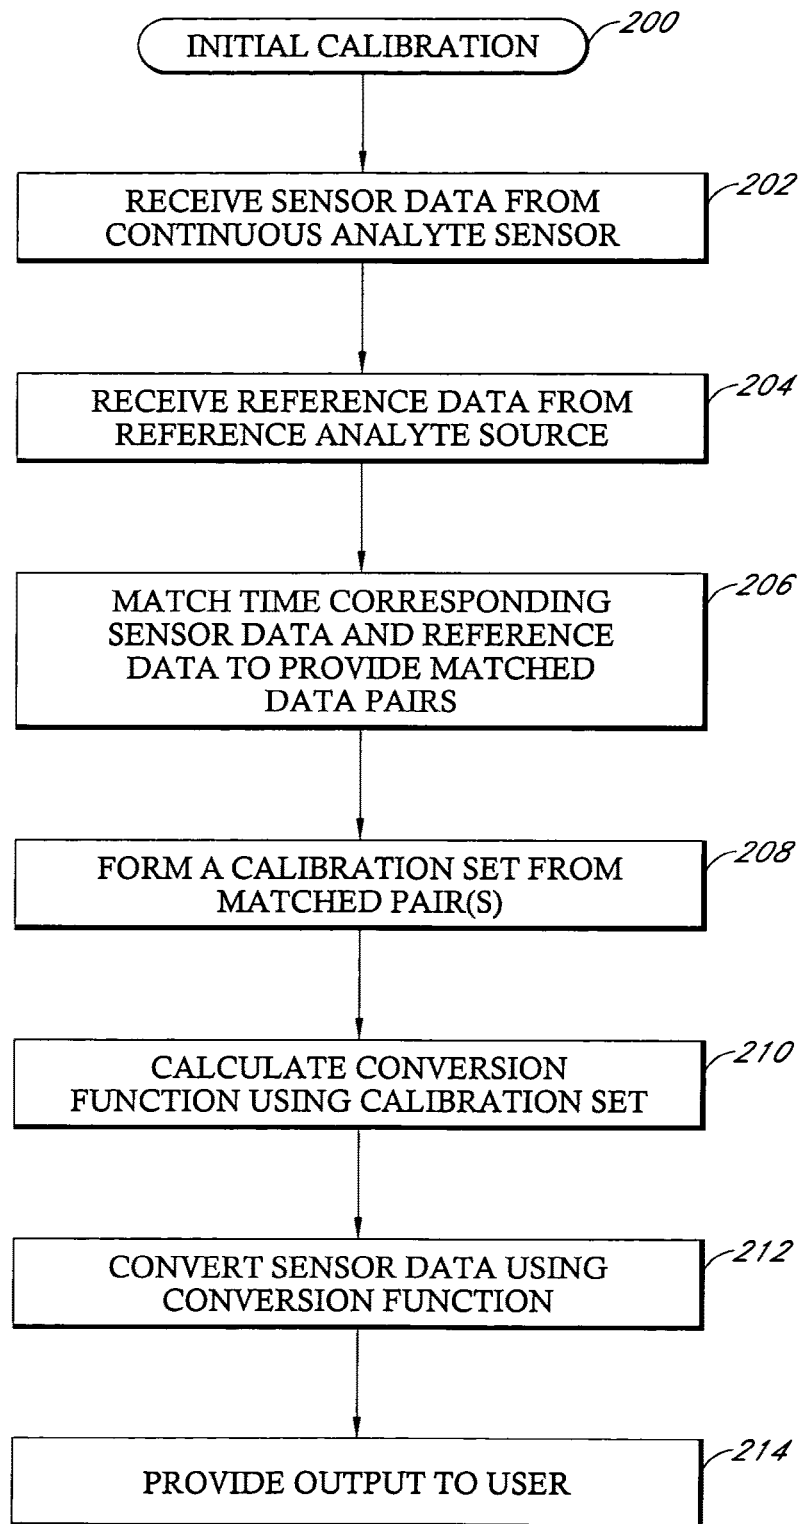 INITIAL CALIBRATION
200
RECEIVE SENSOR DATA FROM
CONTINUOUS ANALYTE SENSOR
202
RECEIVE REFERENCE DATA FROM
REFERENCE ANALYTE SOURCE
204
MATCH TIME CORRESPONDING
SENSOR DATA AND REFERENCE
DATA TO PROVIDE MATCHED
DATA PAIRS
206
FORM A CALIBRATION SET FROM
MATCHED PAIR(S)
208
CALCULATE CONVERSION
FUNCTION USING CALIBRATION SET
210
CONVERT SENSOR DATA USING
CONVERSION FUNCTION
212
PROVIDE OUTPUT TO USER
214